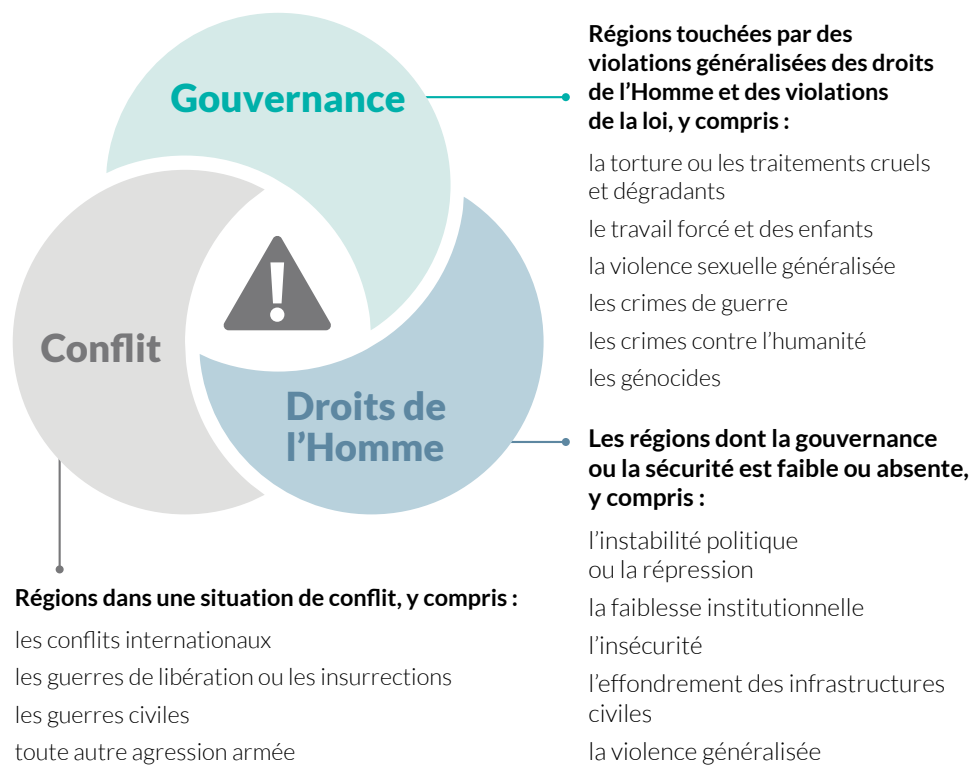 Gouvernance
Conflit
Droits de
l'Homme
Régions touchées par des
violations généralisées des droits
de l'Homme et des violations
de la loi, y compris :
la torture ou les traitements cruels
et dégradants
le travail forcé et des enfants
la violence sexuelle généralisée
les crimes de guerre
les crimes contre l'humanité
les génocides
Les régions dont la gouvernance
ou la sécurité est faible ou absente,
y compris :
l'instabilité politique
ou la répression
la faiblesse institutionnelle
l'insécurité
l'effondrement des infrastructures
civiles
la violence généralisée
Régions dans une situation de conflit, y compris :
les conflits internationaux
les guerres de libération ou les insurrections
les guerres civiles
toute autre agression armée